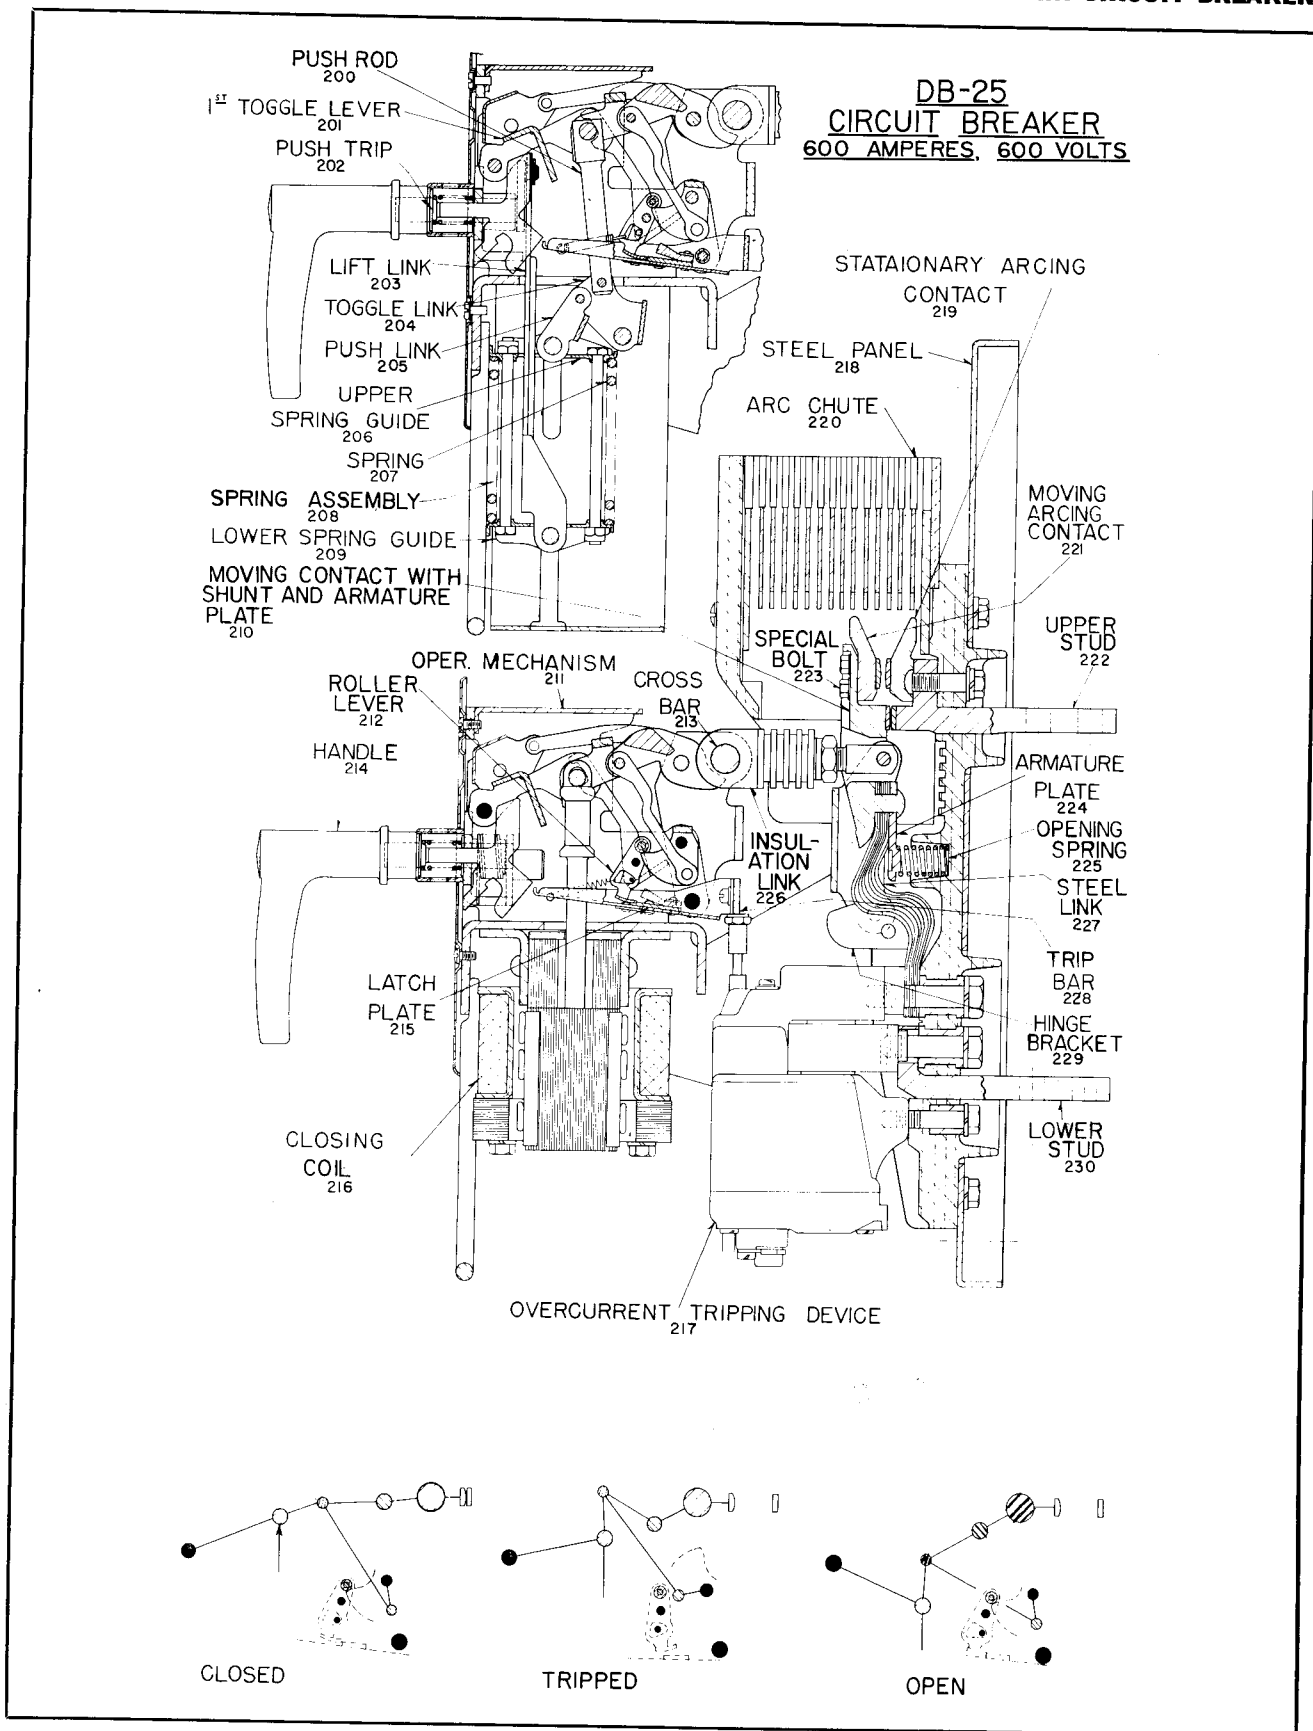 CIRCUIT BREAKER
DB-25
CIRCUIT BREAKER
600 AMPERES, 600 VOLTS
PUSH ROD
200
1ST TOGGLE LEVER
201
PUSH TRIP
202
LIFT LINK
203
TOGGLE LINK
204
PUSH LINK
205
UPPER
SPRING GUIDE
206
SPRING
207
SPRING ASSEMBLY
208
LOWER SPRING GUIDE
209
MOVING CONTACT WITH
SHUNT AND ARMATURE
PLATE
210
STATAIONARY ARCING
CONTACT
219
STEEL PANEL
218
ARC CHUTE
220
MOVING
ARCING
CONTACT
221
UPPER
STUD
222
SPECIAL
BOLT
223
OPER. MECHANISM
211
ROLLER
LEVER
212
CROSS
BAR
213
HANDLE
214
ARMATURE
PLATE
224
OPENING
SPRING
225
INSUL-
ATION
LINK
226
STEEL
LINK
227
TRIP
BAR
228
LATCH
PLATE
215
HINGE
BRACKET
229
CLOSING
COIL
216
LOWER
STUD
230
OVERCURRENT TRIPPING DEVICE
217
CLOSED
TRIPPED
OPEN